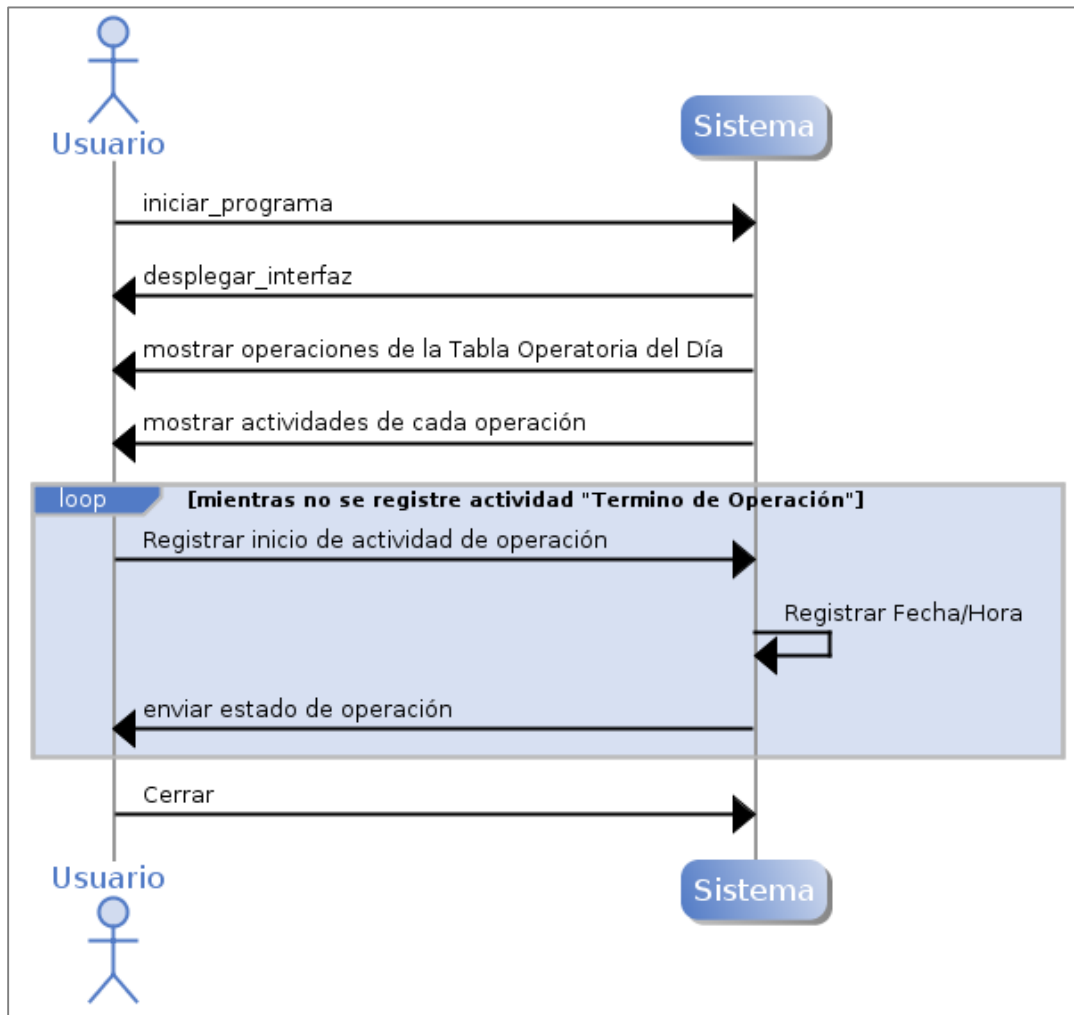 Usuario
Sistema
iniciar_programa
desplegar_interfaz
mostrar operaciones de la Tabla Operatoria del Día
mostrar actividades de cada operación
loop [mientras no se registre actividad "Termino de Operación"]
Registrar inicio de actividad de operación
Registrar Fecha/Hora
enviar estado de operación
Cerrar
Usuario
Sistema